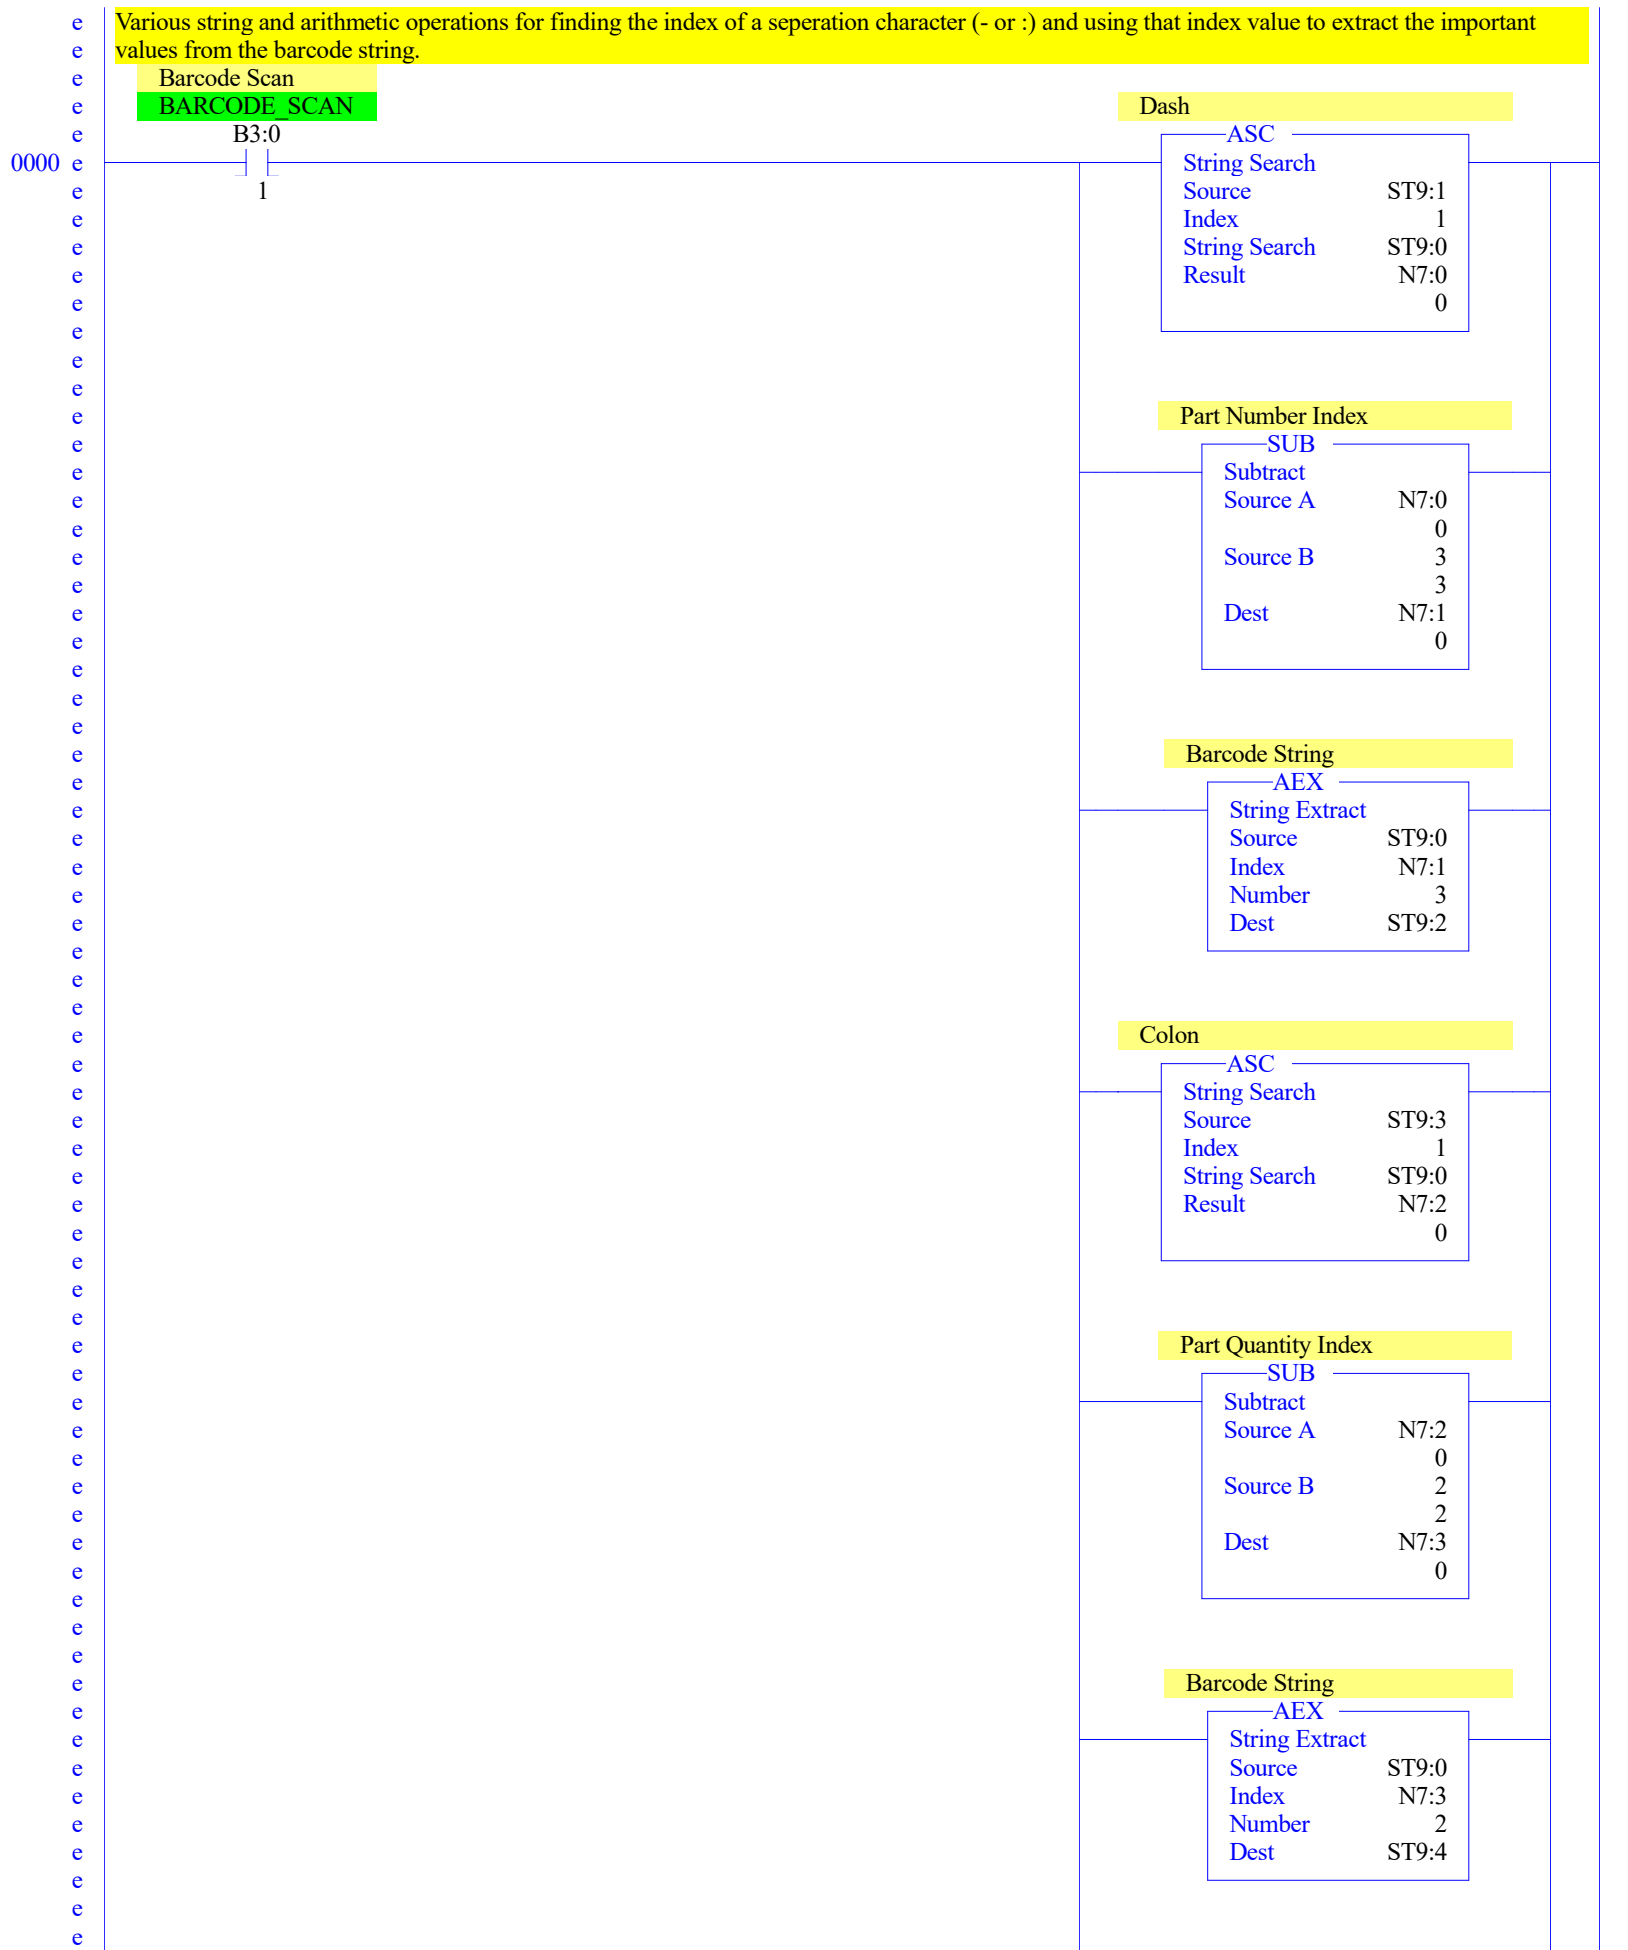 e Various string and arithmetic operations for finding the index of a seperation character (- or :) and using that index value to extract the important
e values from the barcode string.
e Barcode Scan
e BARCODE_SCAN Dash
e B3:0 ASC
0000 e String Search
e 1 Source ST9:1
e Index 1
e String Search ST9:0
e Result N7:0
e 0
e
e
e
e Part Number Index
e SUB
e Subtract
e Source A N7:0
e 0
e Source B 3
e 3
e Dest N7:1
e 0
e
e
e
e Barcode String
e AEX
e String Extract
e Source ST9:0
e Index N7:1
e Number 3
e Dest ST9:2
e
e
e
e Colon
e ASC
e String Search
e Source ST9:3
e Index 1
e String Search ST9:0
e Result N7:2
e 0
e
e
e
e Part Quantity Index
e SUB
e Subtract
e Source A N7:2
e 0
e Source B 2
e 2
e Dest N7:3
e 0
e
e
e
e Barcode String
e AEX
e String Extract
e Source ST9:0
e Index N7:3
e Number 2
e Dest ST9:4
e
e
e